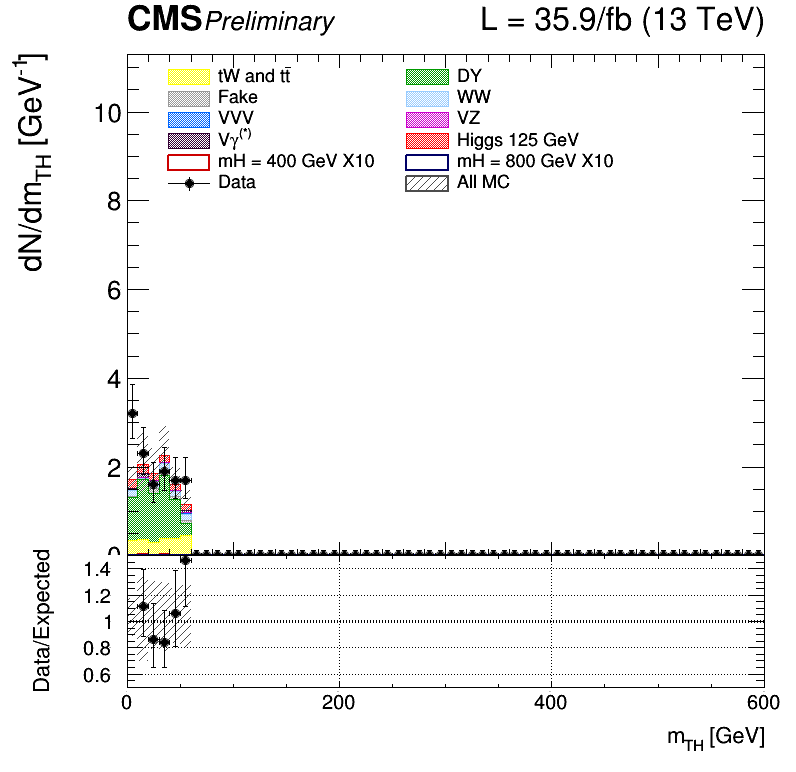 CMS Preliminary L = 35.9/fb (13 TeV)
dN/dm_TH [GeV^-1]
tW and tt̄ DY
Fake WW
VVV VZ
Vγ^(*) Higgs 125 GeV
mH = 400 GeV X10 mH = 800 GeV X10
Data All MC
10
8
6
4
2
0
Data/Expected
1.4
1.2
1
0.8
0.6
0 200 400 600
m_TH [GeV]